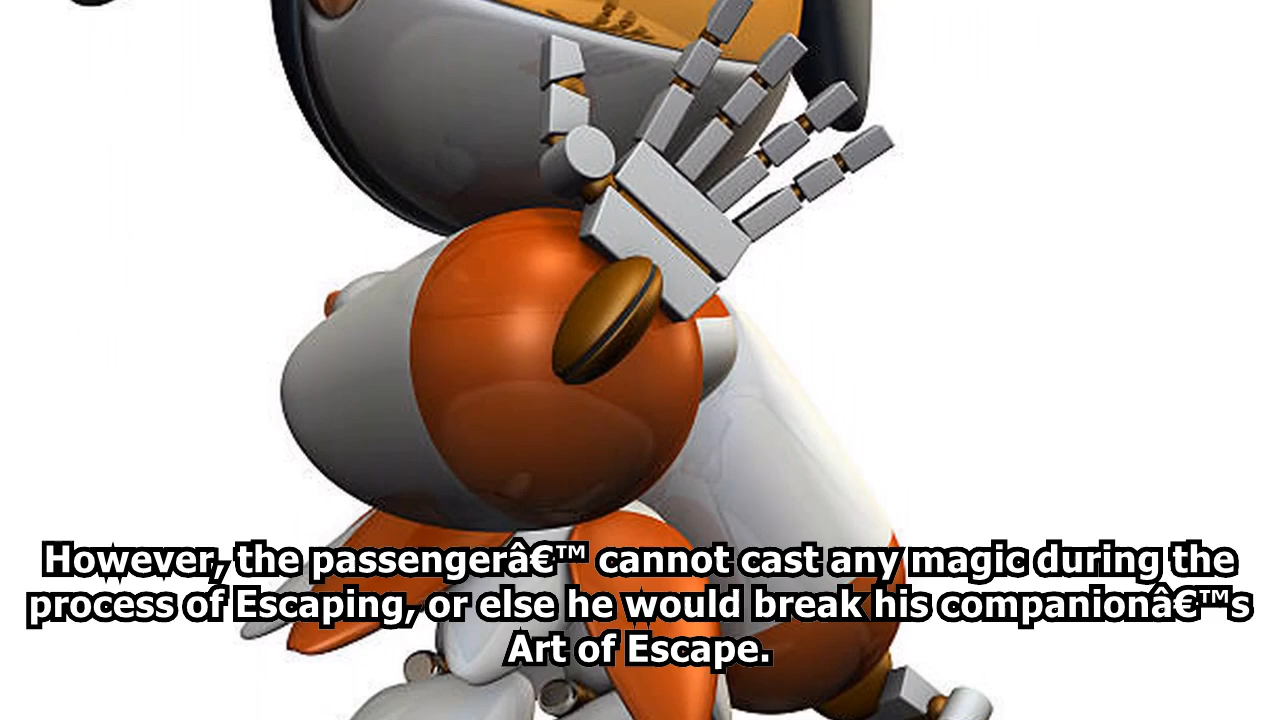 However, the passengerâ€™ cannot cast any magic during the
process of Escaping, or else he would break his companionâ€™s
Art of Escape.